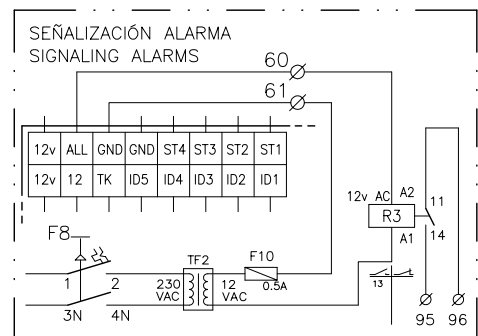 SEÑALIZACIÓN ALARMA
SIGNALING ALARMS
60
61
12v ALL GND GND ST4 ST3 ST2 ST1
12v 12 TK ID5 ID4 ID3 ID2 ID1
12v AC A2
R3
A1
11
14
13
F8
1 2
3N 4N
TF2
230 VAC
12 VAC
F10
0.5A
95 96